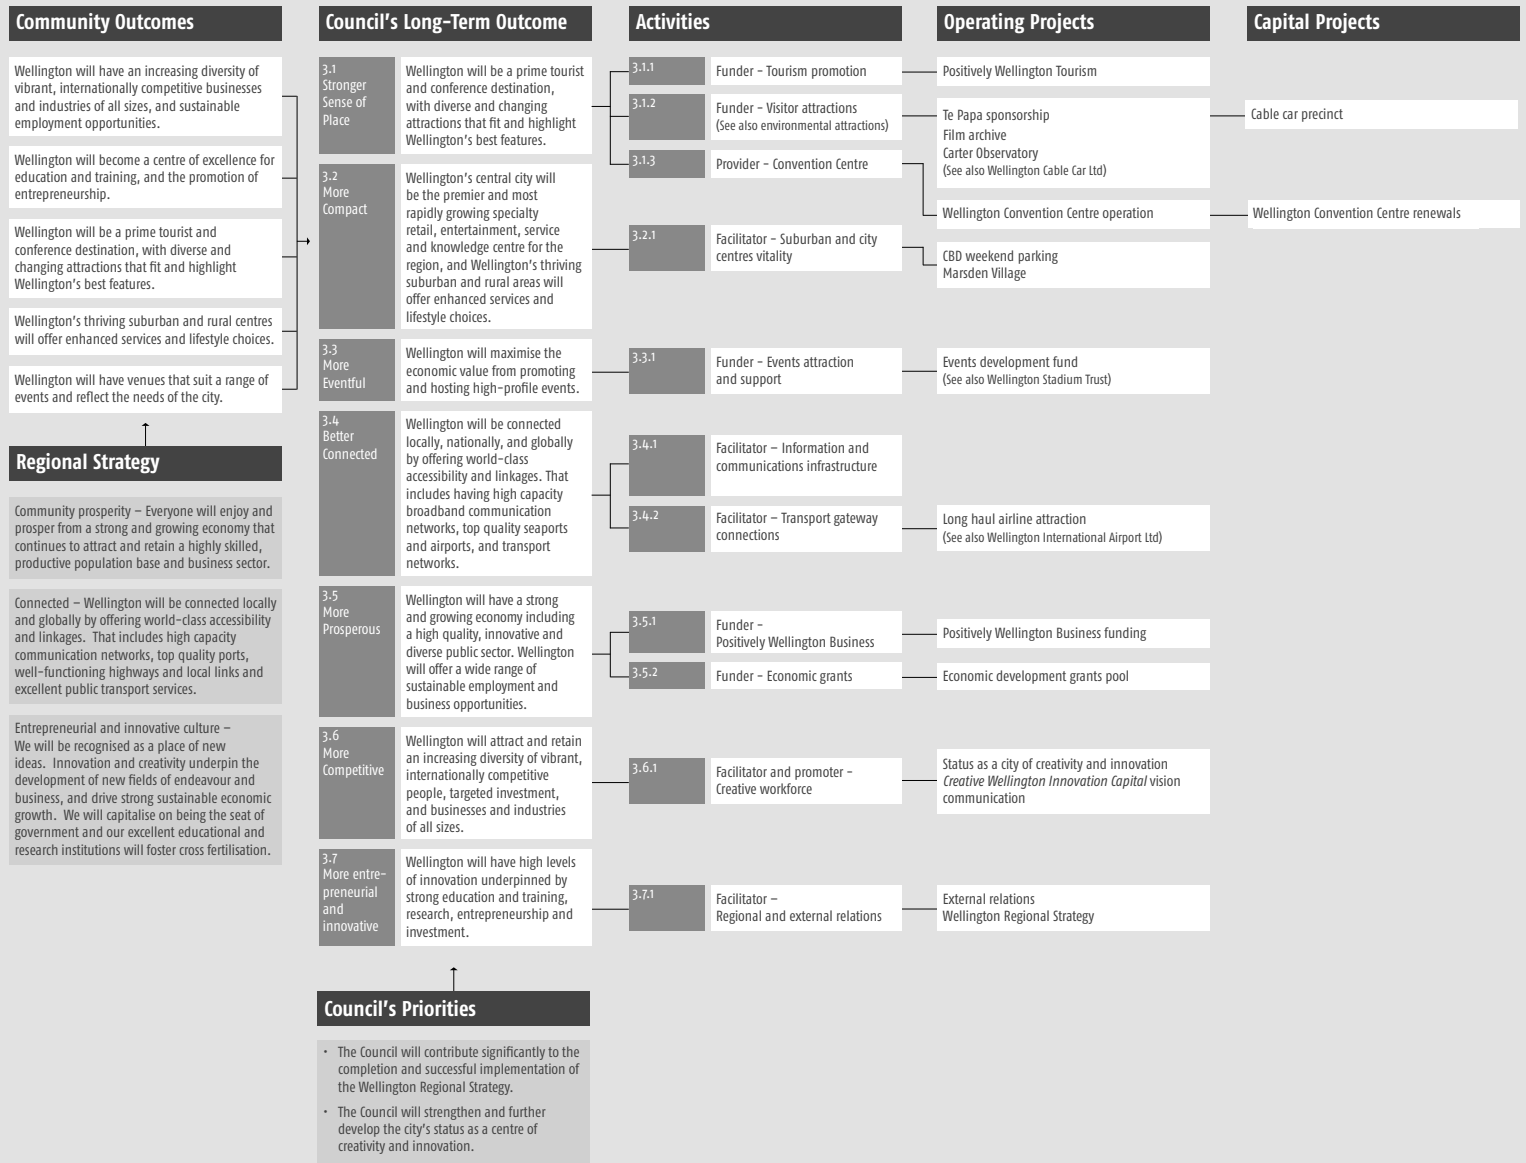 Community Outcomes
Wellington will have an increasing diversity of
vibrant, internationally competitive businesses
and industries of all sizes, and sustainable
employment opportunities.
Wellington will become a centre of excellence for
education and training, and the promotion of
entrepreneurship.
Wellington will be a prime tourist and
conference destination, with diverse and
changing attractions that fit and highlight
Wellington's best features.
Wellington's thriving suburban and rural centres
will offer enhanced services and lifestyle choices.
Wellington will have venues that suit a range of
events and reflect the needs of the city.
Regional Strategy
Community prosperity – Everyone will enjoy and
prosper from a strong and growing economy that
continues to attract and retain a highly skilled,
productive population base and business sector.
Connected – Wellington will be connected locally
and globally by offering world-class accessibility
and linkages. That includes high capacity
communication networks, top quality ports,
well-functioning highways and local links and
excellent public transport services.
Entrepreneurial and innovative culture –
We will be recognised as a place of new
ideas. Innovation and creativity underpin the
development of new fields of endeavour and
business, and drive strong sustainable economic
growth. We will capitalise on being the seat of
government and our excellent educational and
research institutions will foster cross fertilisation.
Council's Long-Term Outcome
3.1
Stronger
Sense of
Place
Wellington will be a prime tourist
and conference destination,
with diverse and changing
attractions that fit and highlight
Wellington's best features.
3.2
More
Compact
Wellington's central city will
be the premier and most
rapidly growing specialty
retail, entertainment, service
and knowledge centre for the
region, and Wellington's thriving
suburban and rural areas will
offer enhanced services and
lifestyle choices.
3.3
More
Eventful
Wellington will maximise the
economic value from promoting
and hosting high-profile events.
3.4
Better
Connected
Wellington will be connected
locally, nationally, and globally
by offering world-class
accessibility and linkages. That
includes having high capacity
broadband communication
networks, top quality seaports
and airports, and transport
networks.
3.5
More
Prosperous
Wellington will have a strong
and growing economy including
a high quality, innovative and
diverse public sector. Wellington
will offer a wide range of
sustainable employment and
business opportunities.
3.6
More
Competitive
Wellington will attract and retain
an increasing diversity of vibrant,
internationally competitive
people, targeted investment,
and businesses and industries
of all sizes.
3.7
More entre-
preneurial
and
innovative
Wellington will have high levels
of innovation underpinned by
strong education and training,
research, entrepreneurship and
investment.
Council's Priorities
• The Council will contribute significantly to the
completion and successful implementation of
the Wellington Regional Strategy.
• The Council will strengthen and further
develop the city's status as a centre of
creativity and innovation.
Activities
3.1.1
Funder – Tourism promotion
3.1.2
Funder – Visitor attractions
(See also environmental attractions)
3.1.3
Provider – Convention Centre
3.2.1
Facilitator – Suburban and city
centres vitality
3.3.1
Funder – Events attraction
and support
3.4.1
Facilitator – Information and
communications infrastructure
3.4.2
Facilitator – Transport gateway
connections
3.5.1
Funder –
Positively Wellington Business
3.5.2
Funder – Economic grants
3.6.1
Facilitator and promoter –
Creative workforce
3.7.1
Facilitator –
Regional and external relations
Operating Projects
Positively Wellington Tourism
Te Papa sponsorship
Film archive
Carter Observatory
(See also Wellington Cable Car Ltd)
Wellington Convention Centre operation
CBD weekend parking
Marsden Village
Events development fund
(See also Wellington Stadium Trust)
Long haul airline attraction
(See also Wellington International Airport Ltd)
Positively Wellington Business funding
Economic development grants pool
Status as a city of creativity and innovation
Creative Wellington Innovation Capital vision
communication
External relations
Wellington Regional Strategy
Capital Projects
Cable car precinct
Wellington Convention Centre renewals